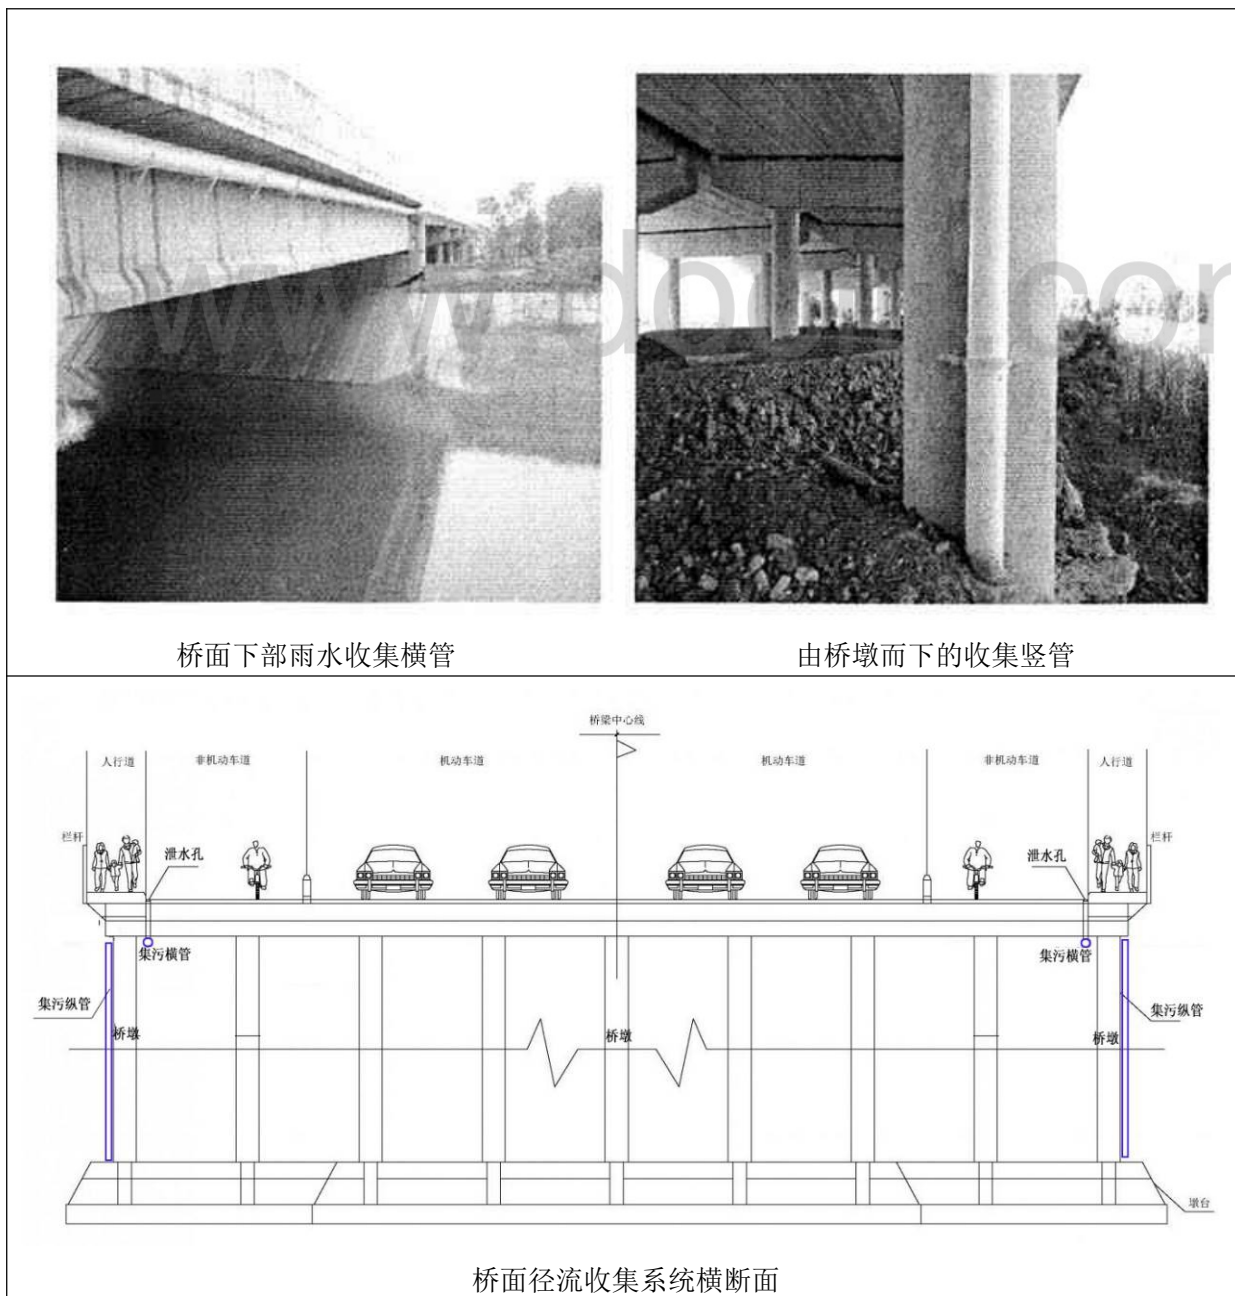 桥面下部雨水收集横管
由桥墩而下的收集竖管
桥梁中心线
人行道 非机动车道 机动车道 机动车道 非机动车道 人行道
栏杆 栏杆
泄水孔 泄水孔
集污横管 集污横管
集污纵管 集污纵管
桥墩 桥墩 桥墩
墩台
桥面径流收集系统横断面